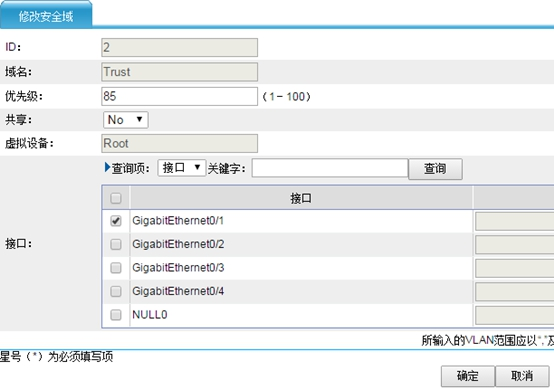 修改安全域
ID： 2
域名： Trust
优先级： 85 （1－100）
共享： No
虚拟设备： Root
查询项： 接口 关键字： 查询
接口
GigabitEthernet0/1
GigabitEthernet0/2
接口：
GigabitEthernet0/3
GigabitEthernet0/4
NULL0
所输入的VLAN范围应以“,”及
星号（*）为必须填写项
确定 取消